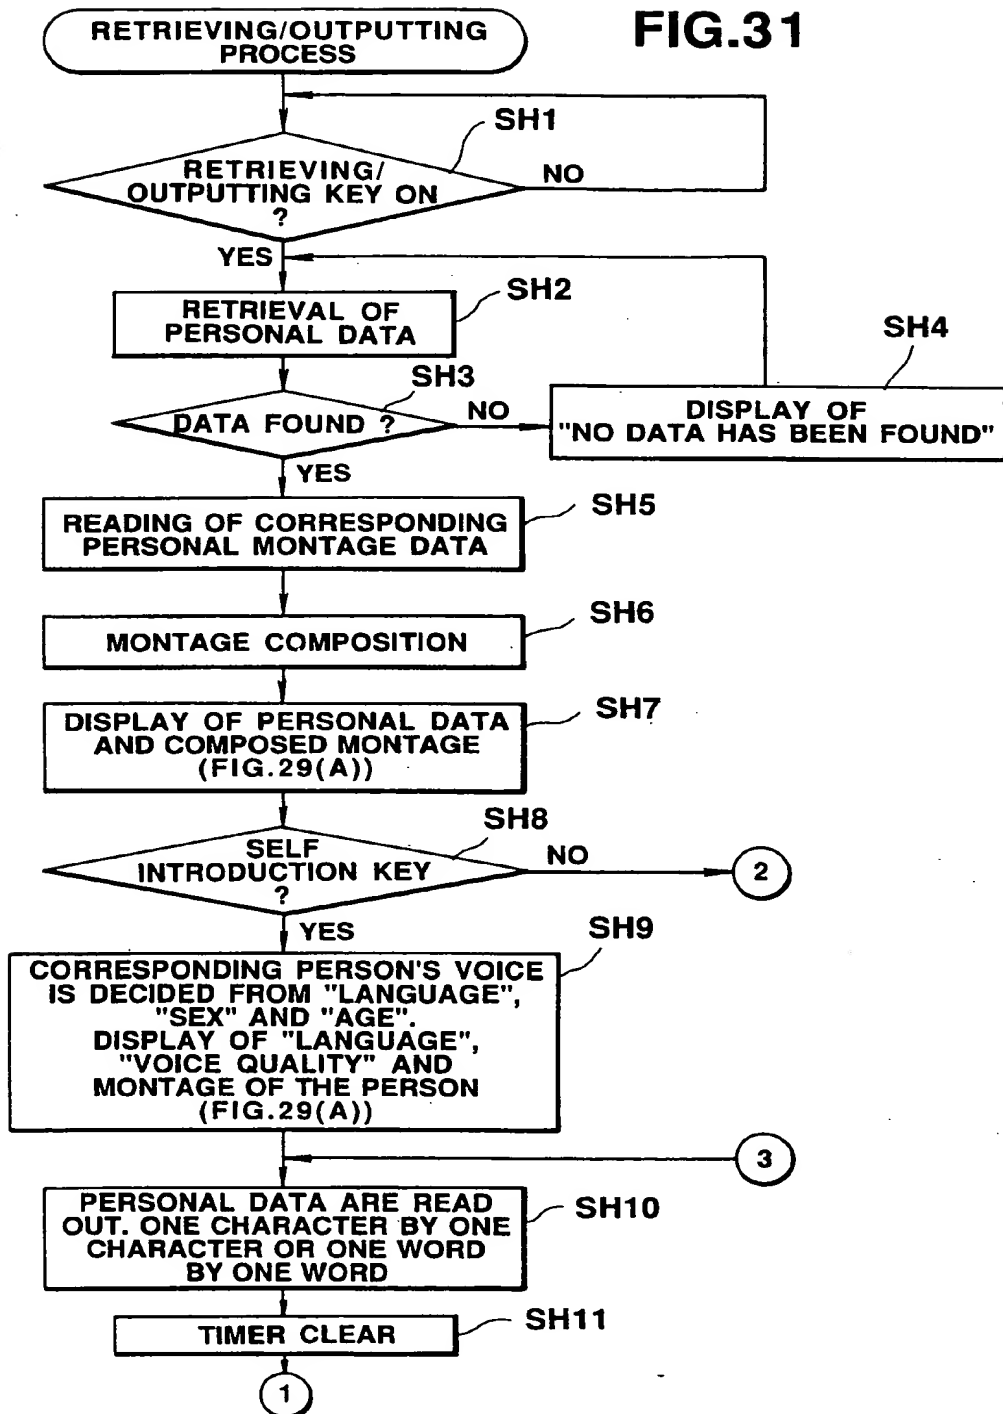 FIG.31
RETRIEVING/OUTPUTTING
PROCESS
SH1
RETRIEVING/
OUTPUTTING KEY ON
?
NO
YES
SH2
RETRIEVAL OF
PERSONAL DATA
SH3
DATA FOUND ?
NO
SH4
DISPLAY OF
"NO DATA HAS BEEN FOUND"
YES
SH5
READING OF CORRESPONDING
PERSONAL MONTAGE DATA
SH6
MONTAGE COMPOSITION
SH7
DISPLAY OF PERSONAL DATA
AND COMPOSED MONTAGE
(FIG.29(A))
SH8
SELF
INTRODUCTION KEY
?
NO
2
YES
SH9
CORRESPONDING PERSON'S VOICE
IS DECIDED FROM "LANGUAGE",
"SEX" AND "AGE".
DISPLAY OF "LANGUAGE",
"VOICE QUALITY" AND
MONTAGE OF THE PERSON
(FIG.29(A))
3
SH10
PERSONAL DATA ARE READ
OUT. ONE CHARACTER BY ONE
CHARACTER OR ONE WORD
BY ONE WORD
SH11
TIMER CLEAR
1